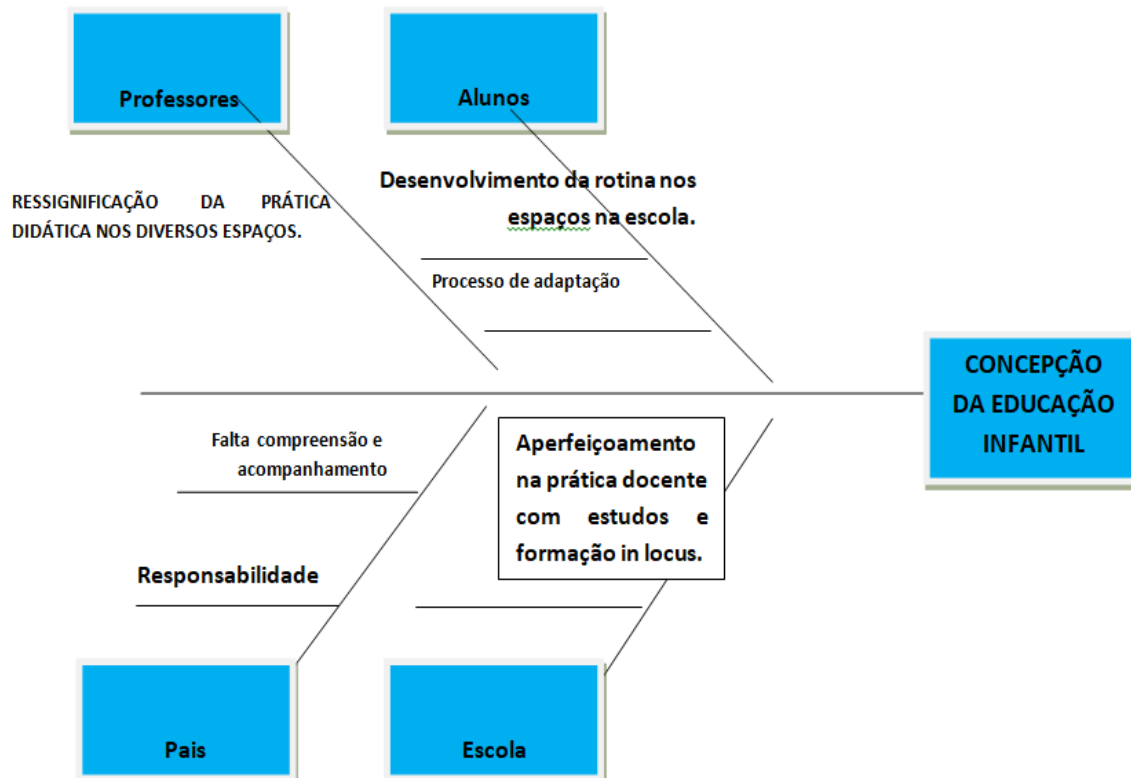 Professores
Alunos
RESSIGNIFICAÇÃO DA PRÁTICA
DIDÁTICA NOS DIVERSOS ESPAÇOS.
Desenvolvimento da rotina nos
espaços na escola.
Processo de adaptação
CONCEPÇÃO
DA EDUCAÇÃO
INFANTIL
Falta compreensão e
acompanhamento
Responsabilidade
Aperfeiçoamento
na prática docente
com estudos e
formação in locus.
Pais
Escola